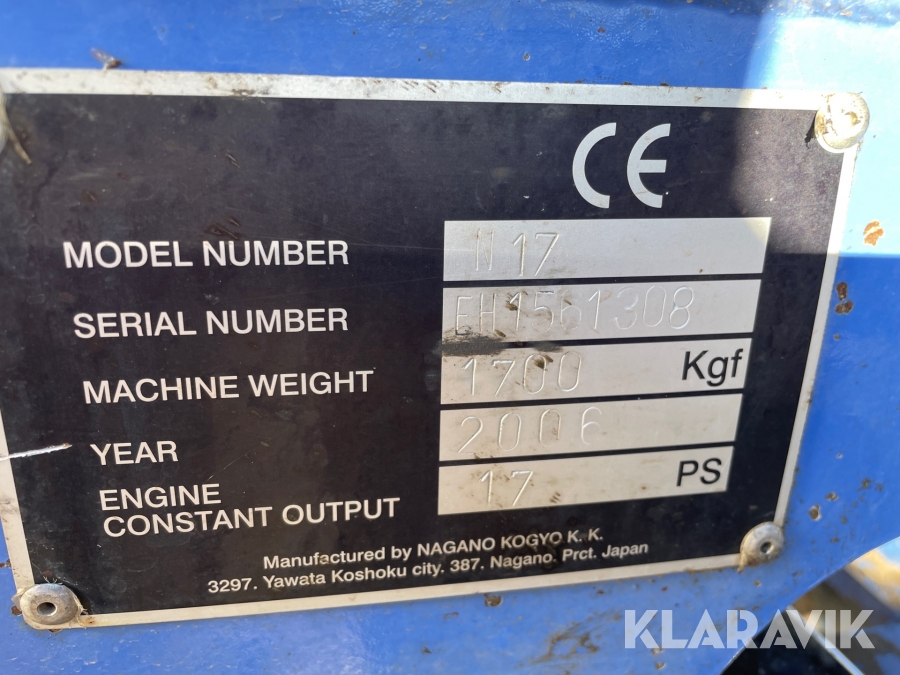 CE
MODEL NUMBER N 17
SERIAL NUMBER EH1561308
MACHINE WEIGHT 1700 Kgf
YEAR 2006
ENGINE
CONSTANT OUTPUT 17 PS
Manufactured by NAGANO KOGYO K. K.
3297. Yawata Koshoku city. 387. Nagano. Prct. Japan
KLARAVIK